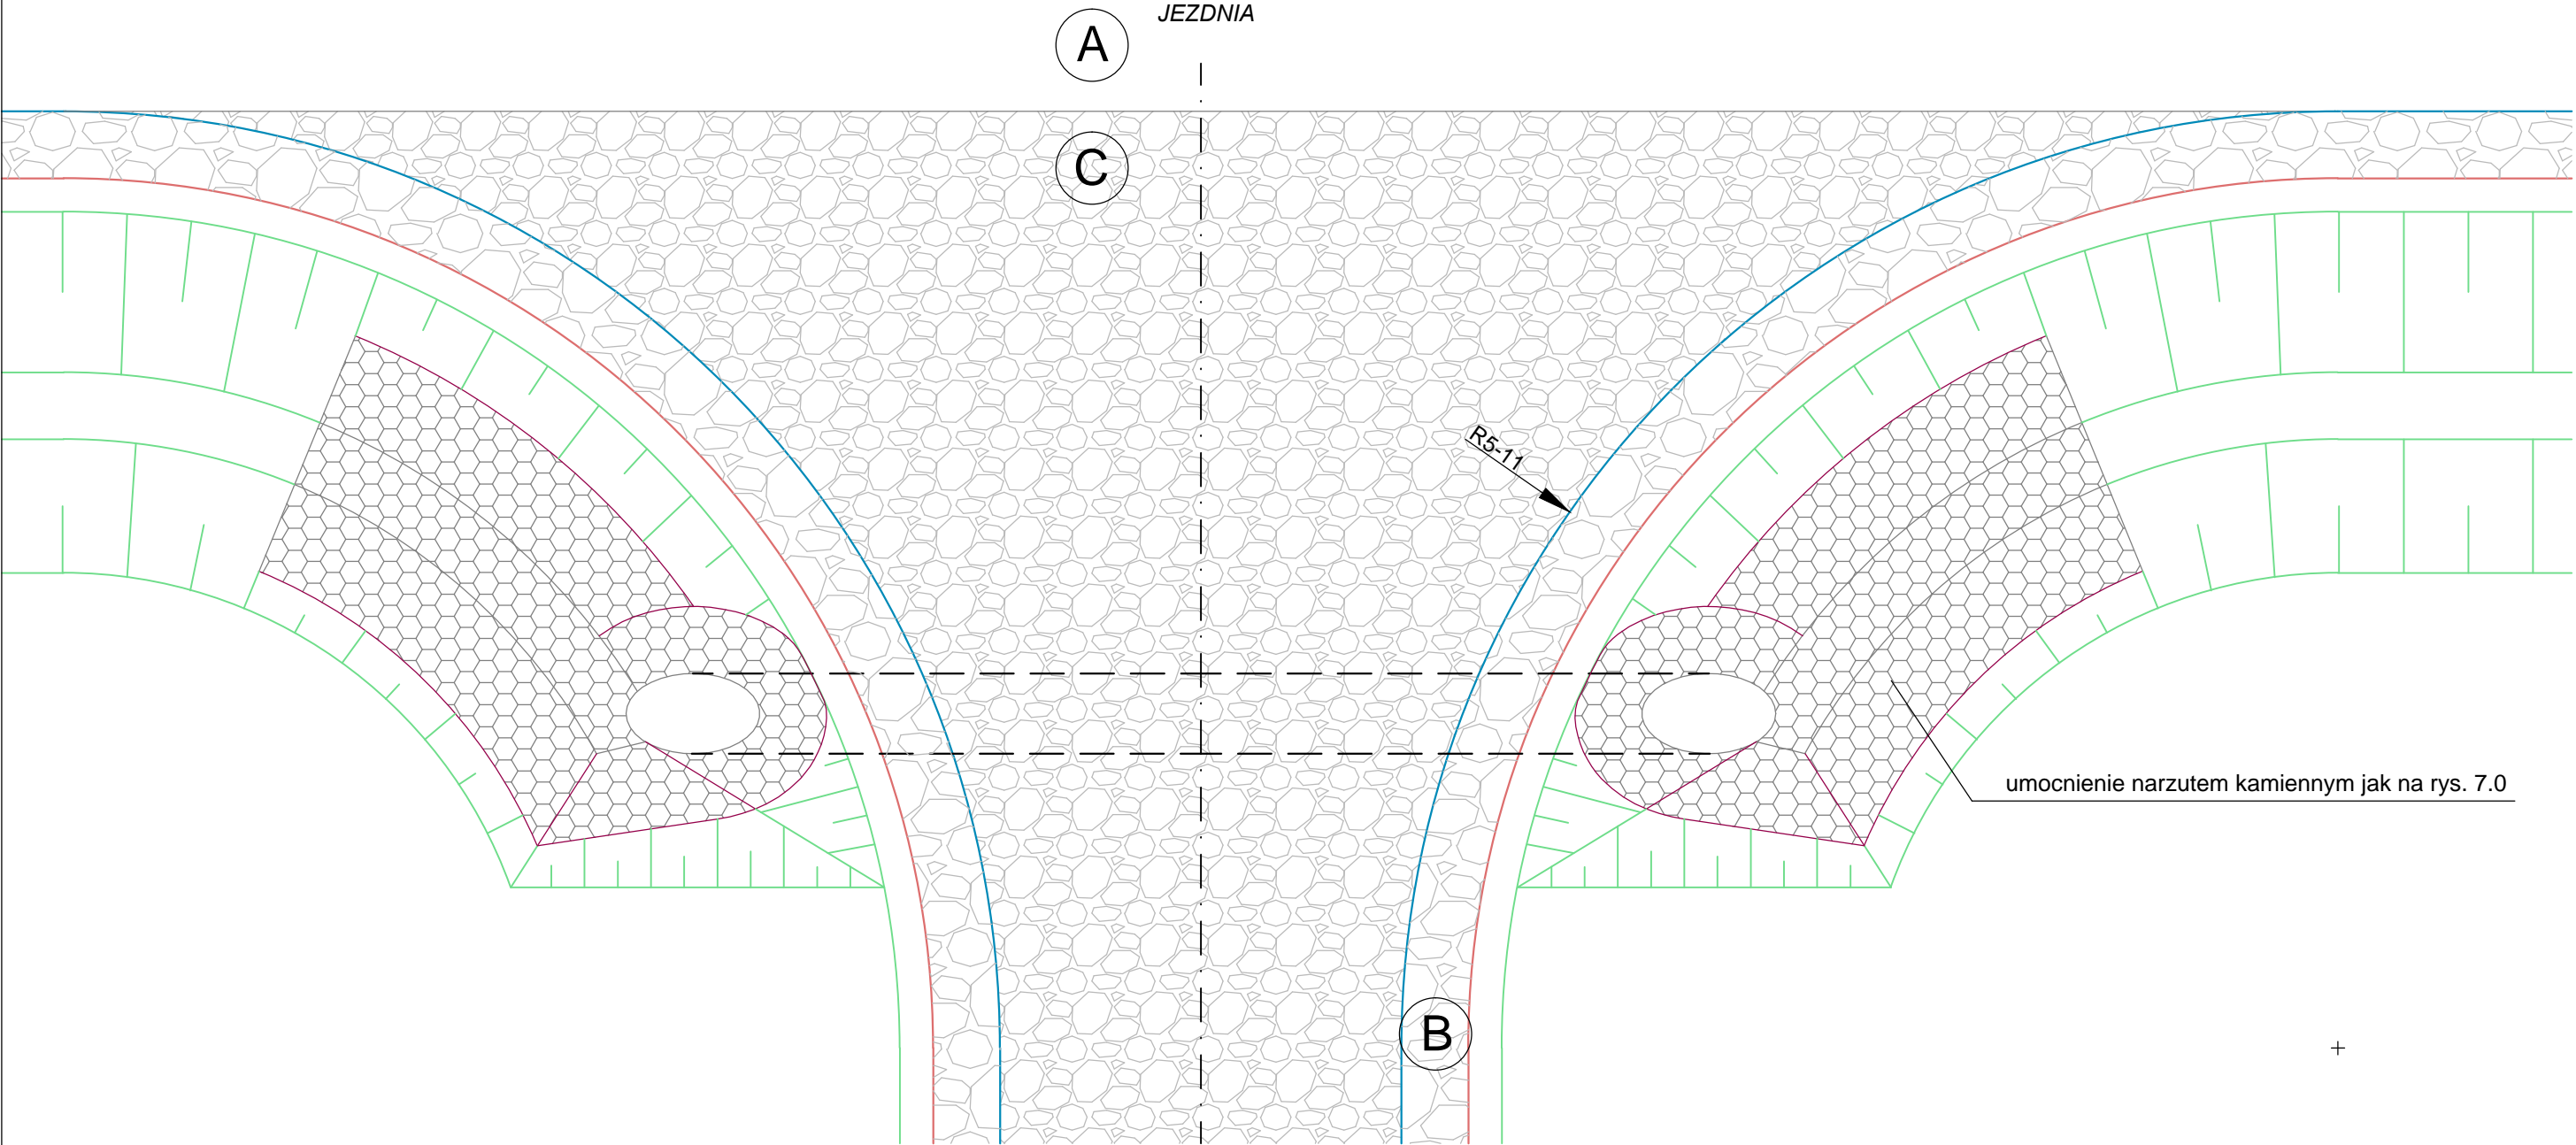 JEZDNIA
A
C
R5-11
umocnienie narzutem kamiennym jak na rys. 7.0
B